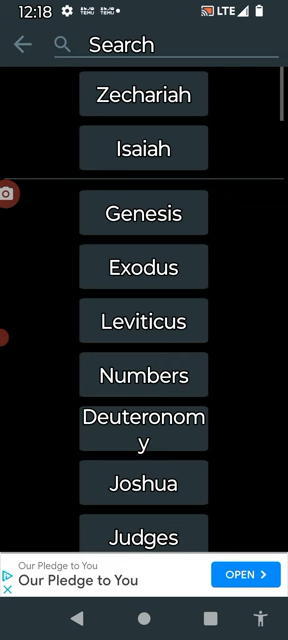 12:18
LTE
Search
Zechariah
Isaiah
Genesis
Exodus
Leviticus
Numbers
Deuteronom
y
Joshua
Judges
Our Pledge to You
Our Pledge to You
OPEN